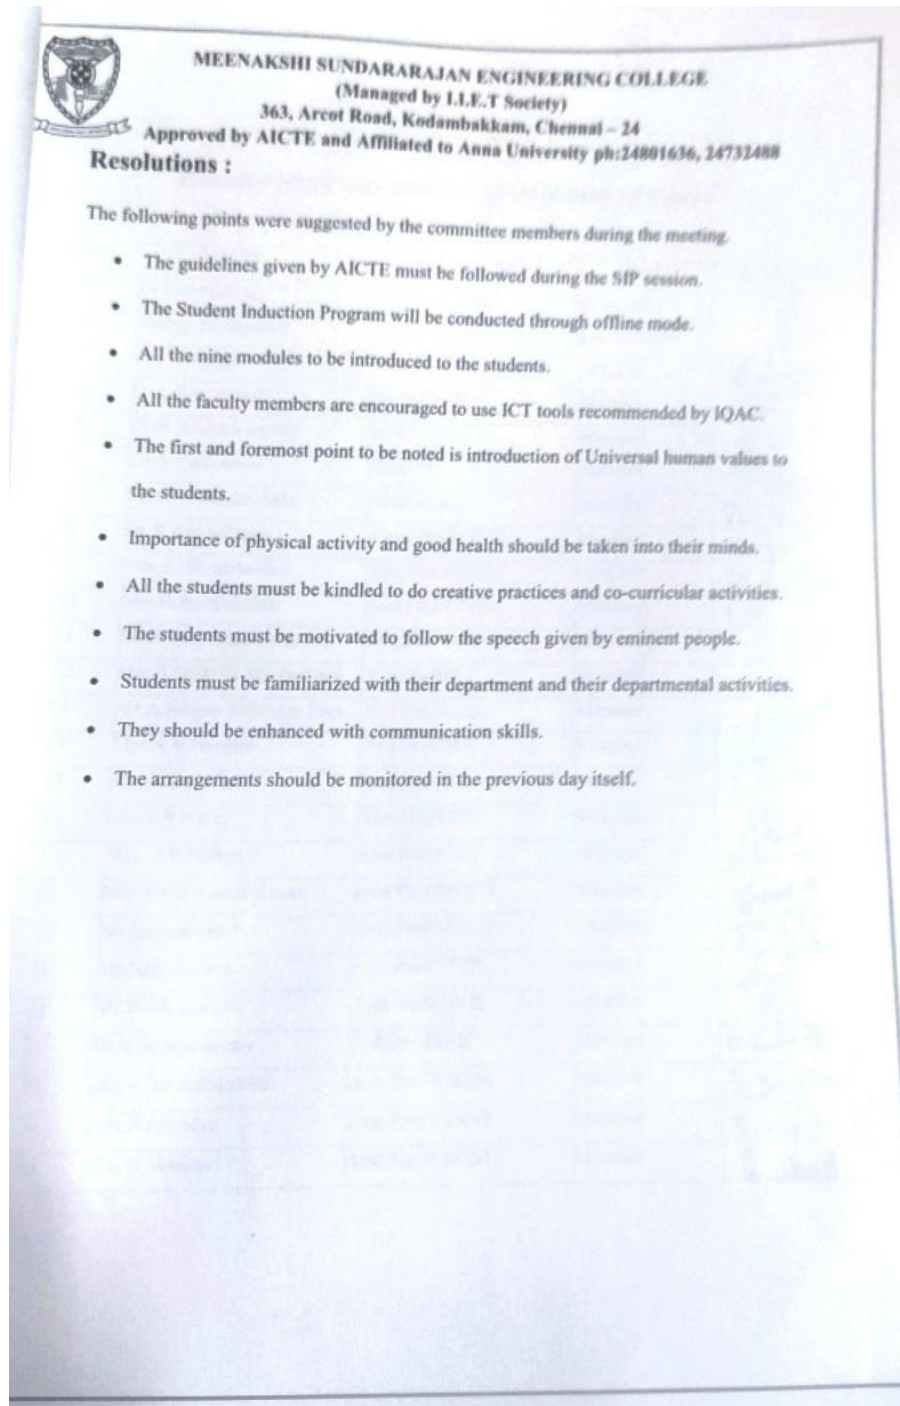 MEENAKSHI SUNDARARAJAN ENGINEERING COLLEGE
(Managed by I.I.E.T Society)
363, Arcot Road, Kodambakkam, Chennai – 24
Approved by AICTE and Affiliated to Anna University ph:24801636, 24732488
Resolutions :
The following points were suggested by the committee members during the meeting.
• The guidelines given by AICTE must be followed during the SIP session.
• The Student Induction Program will be conducted through offline mode.
• All the nine modules to be introduced to the students.
• All the faculty members are encouraged to use ICT tools recommended by IQAC.
• The first and foremost point to be noted is introduction of Universal human values to
the students.
• Importance of physical activity and good health should be taken into their minds.
• All the students must be kindled to do creative practices and co-curricular activities.
• The students must be motivated to follow the speech given by eminent people.
• Students must be familiarized with their department and their departmental activities.
• They should be enhanced with communication skills.
• The arrangements should be monitored in the previous day itself.